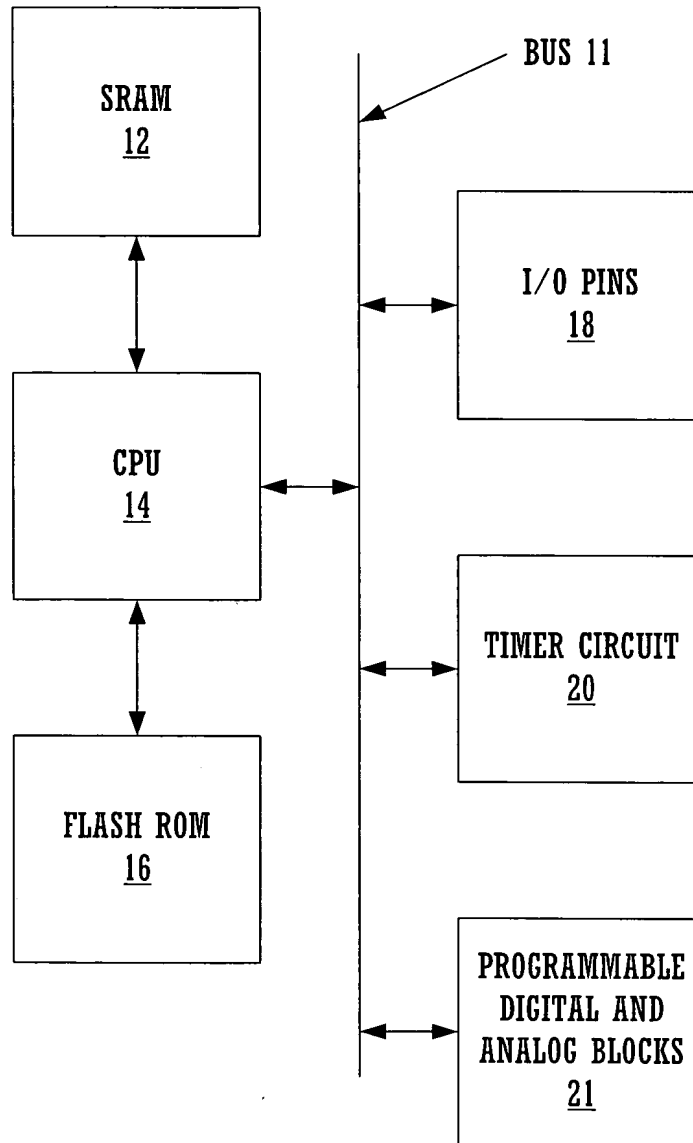 SRAM
12
BUS 11
I/O PINS
18
CPU
14
TIMER CIRCUIT
20
FLASH ROM
16
PROGRAMMABLE
DIGITAL AND
ANALOG BLOCKS
21